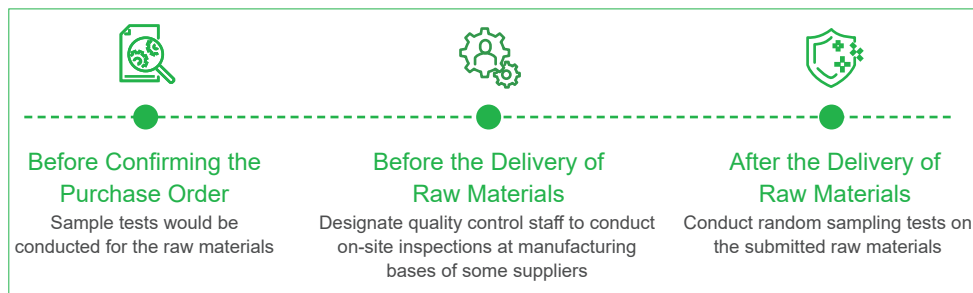 Before Confirming the
Purchase Order
Sample tests would be
conducted for the raw materials
Before the Delivery of
Raw Materials
Designate quality control staff to conduct
on-site inspections at manufacturing
bases of some suppliers
After the Delivery of
Raw Materials
Conduct random sampling tests on
the submitted raw materials